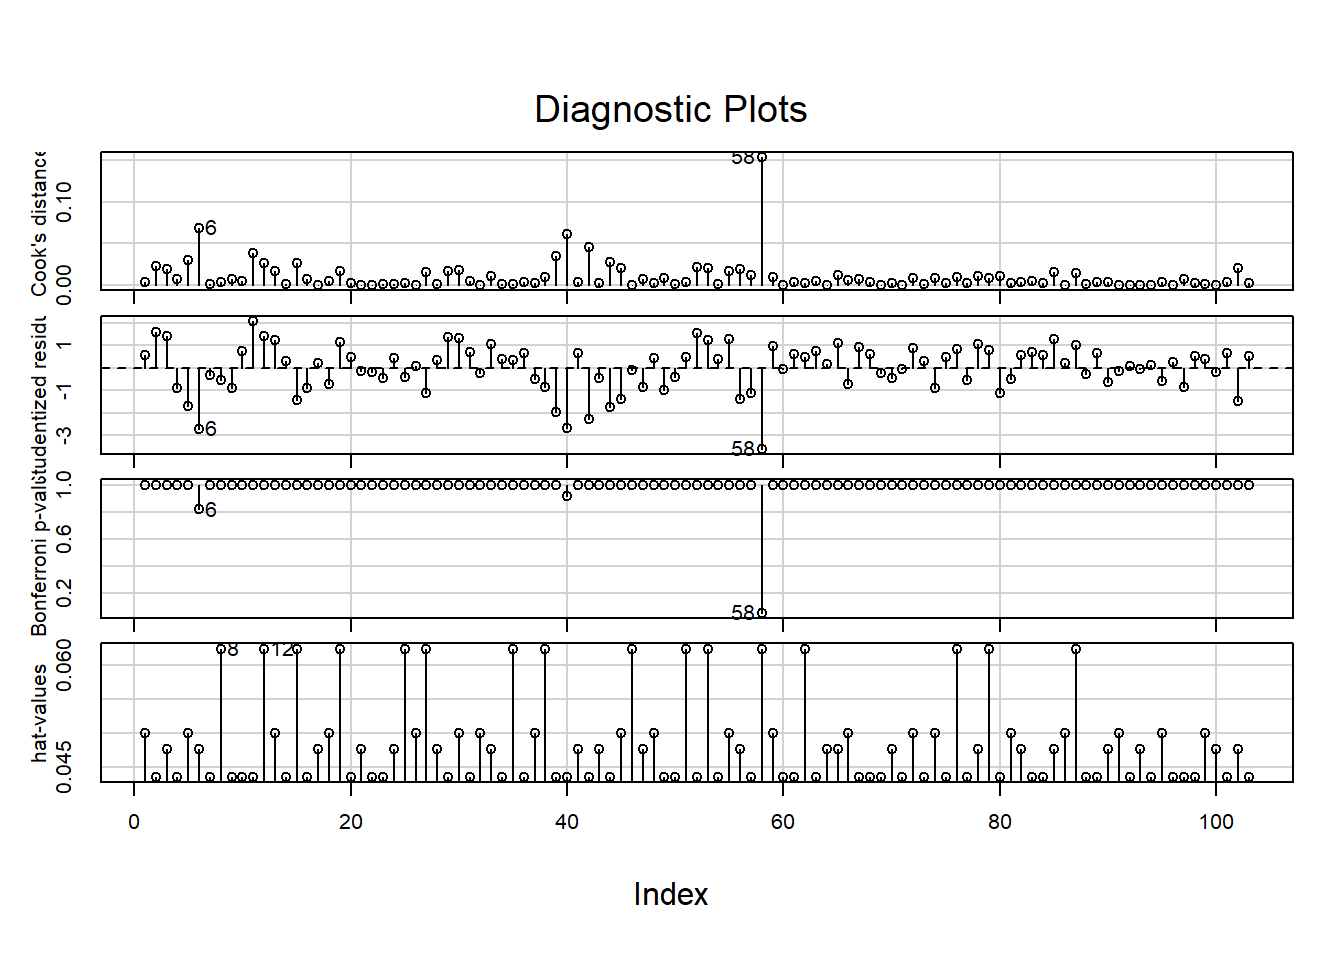 Diagnostic Plots
Cook's distance
0.00 0.10
6
58
studentized residu
-3 -1 1
6
58
Bonferroni p-valu
0.2 0.6 1.0
6
58
hat-values
0.045 0.060
8
12
0 20 40 60 80 100
Index